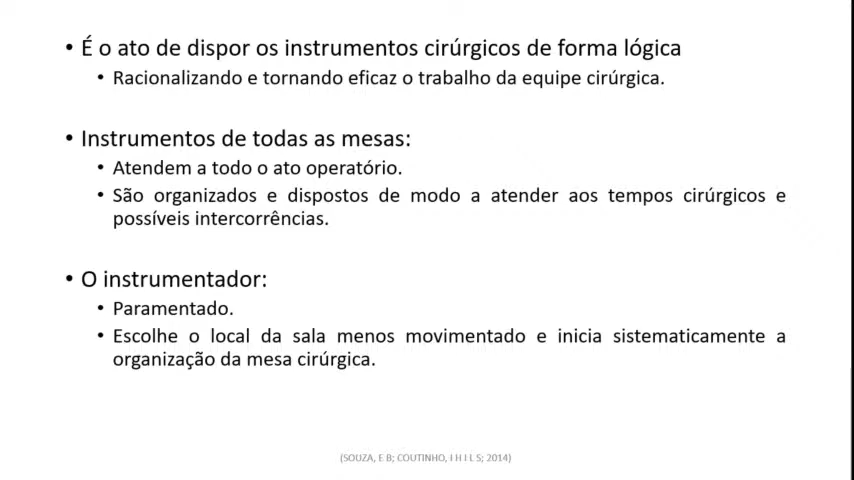 • É o ato de dispor os instrumentos cirúrgicos de forma lógica
• Racionalizando e tornando eficaz o trabalho da equipe cirúrgica.
• Instrumentos de todas as mesas:
• Atendem a todo o ato operatório.
• São organizados e dispostos de modo a atender aos tempos cirúrgicos e
possíveis intercorrências.
• O instrumentador:
• Paramentado.
• Escolhe o local da sala menos movimentado e inicia sistematicamente a
organização da mesa cirúrgica.
(SOUZA, E B; COUTINHO, I H I L S; 2014)